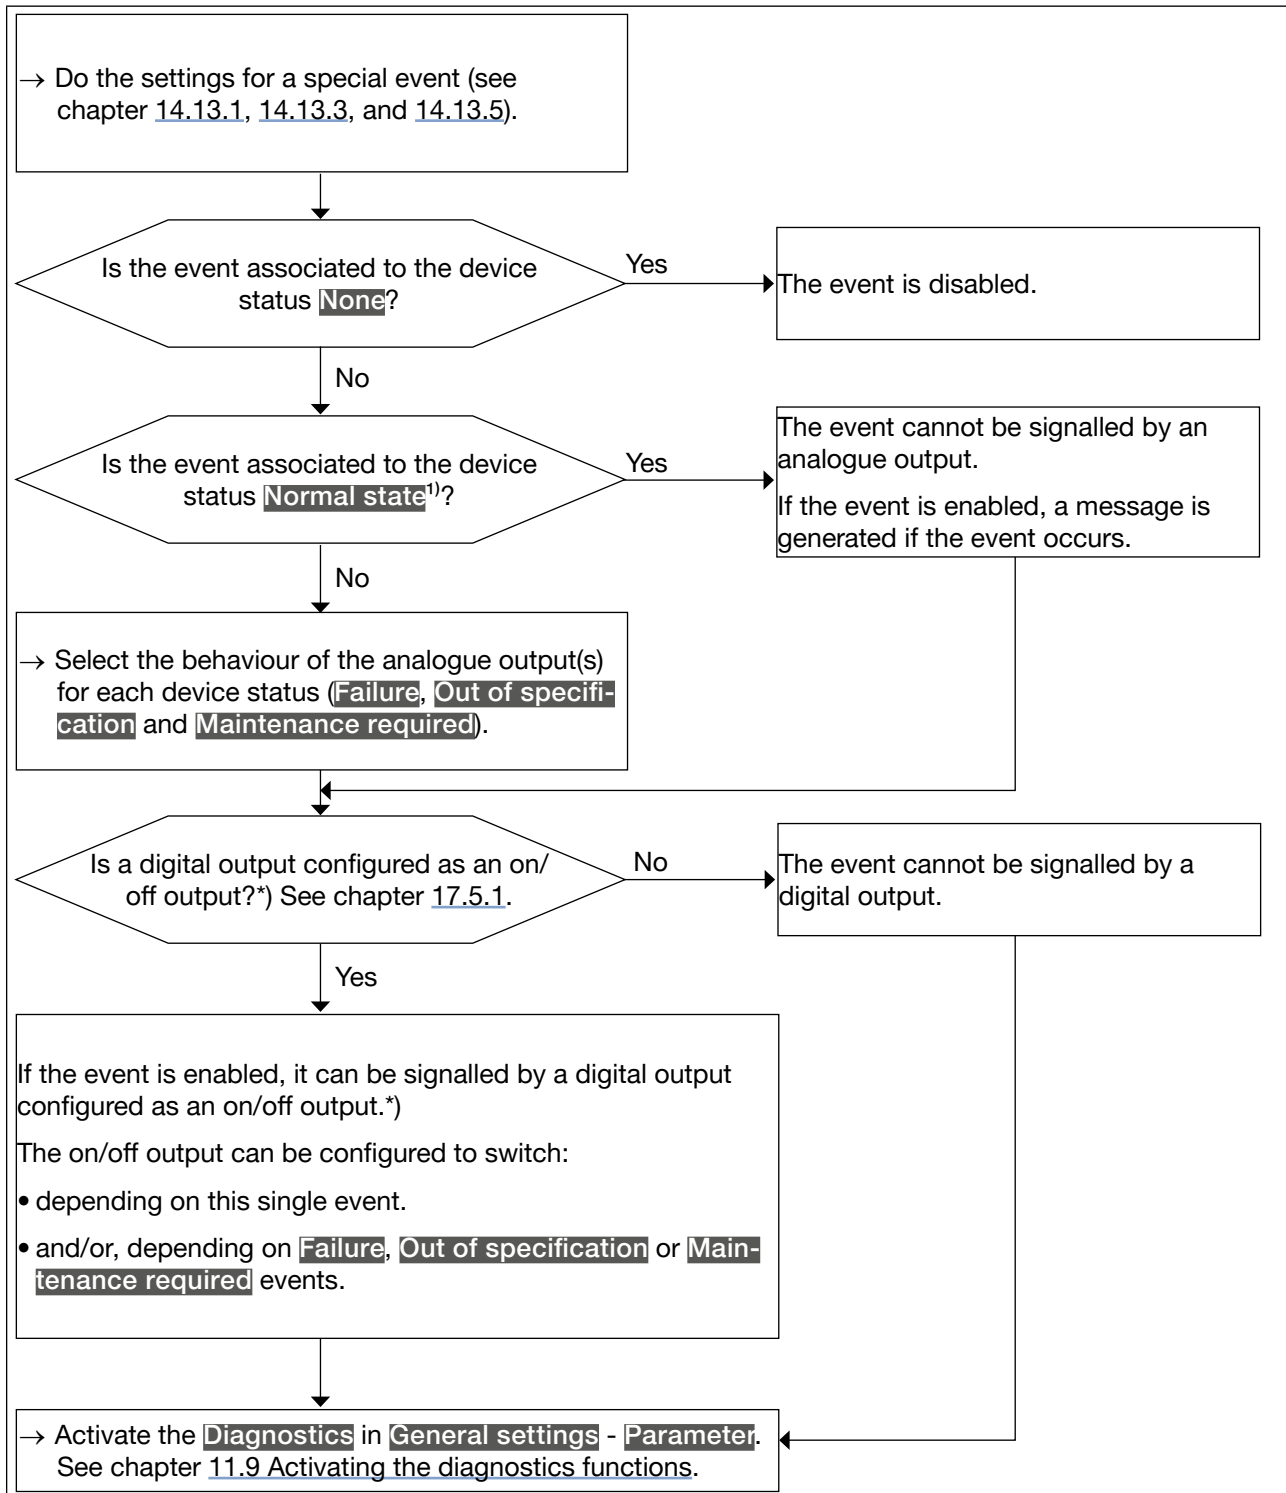 → Do the settings for a special event (see
chapter 14.13.1, 14.13.3, and 14.13.5).
Is the event associated to the device
status None?
Yes
The event is disabled.
No
Is the event associated to the device
status Normal state1)?
Yes
The event cannot be signalled by an
analogue output.
If the event is enabled, a message is
generated if the event occurs.
No
→ Select the behaviour of the analogue output(s)
for each device status (Failure, Out of specifi-
cation and Maintenance required).
Is a digital output configured as an on/
off output?*) See chapter 17.5.1.
No
The event cannot be signalled by a
digital output.
Yes
If the event is enabled, it can be signalled by a digital output
configured as an on/off output.*)
The on/off output can be configured to switch:
• depending on this single event.
• and/or, depending on Failure, Out of specification or Main-
tenance required events.
→ Activate the Diagnostics in General settings - Parameter.
See chapter 11.9 Activating the diagnostics functions.